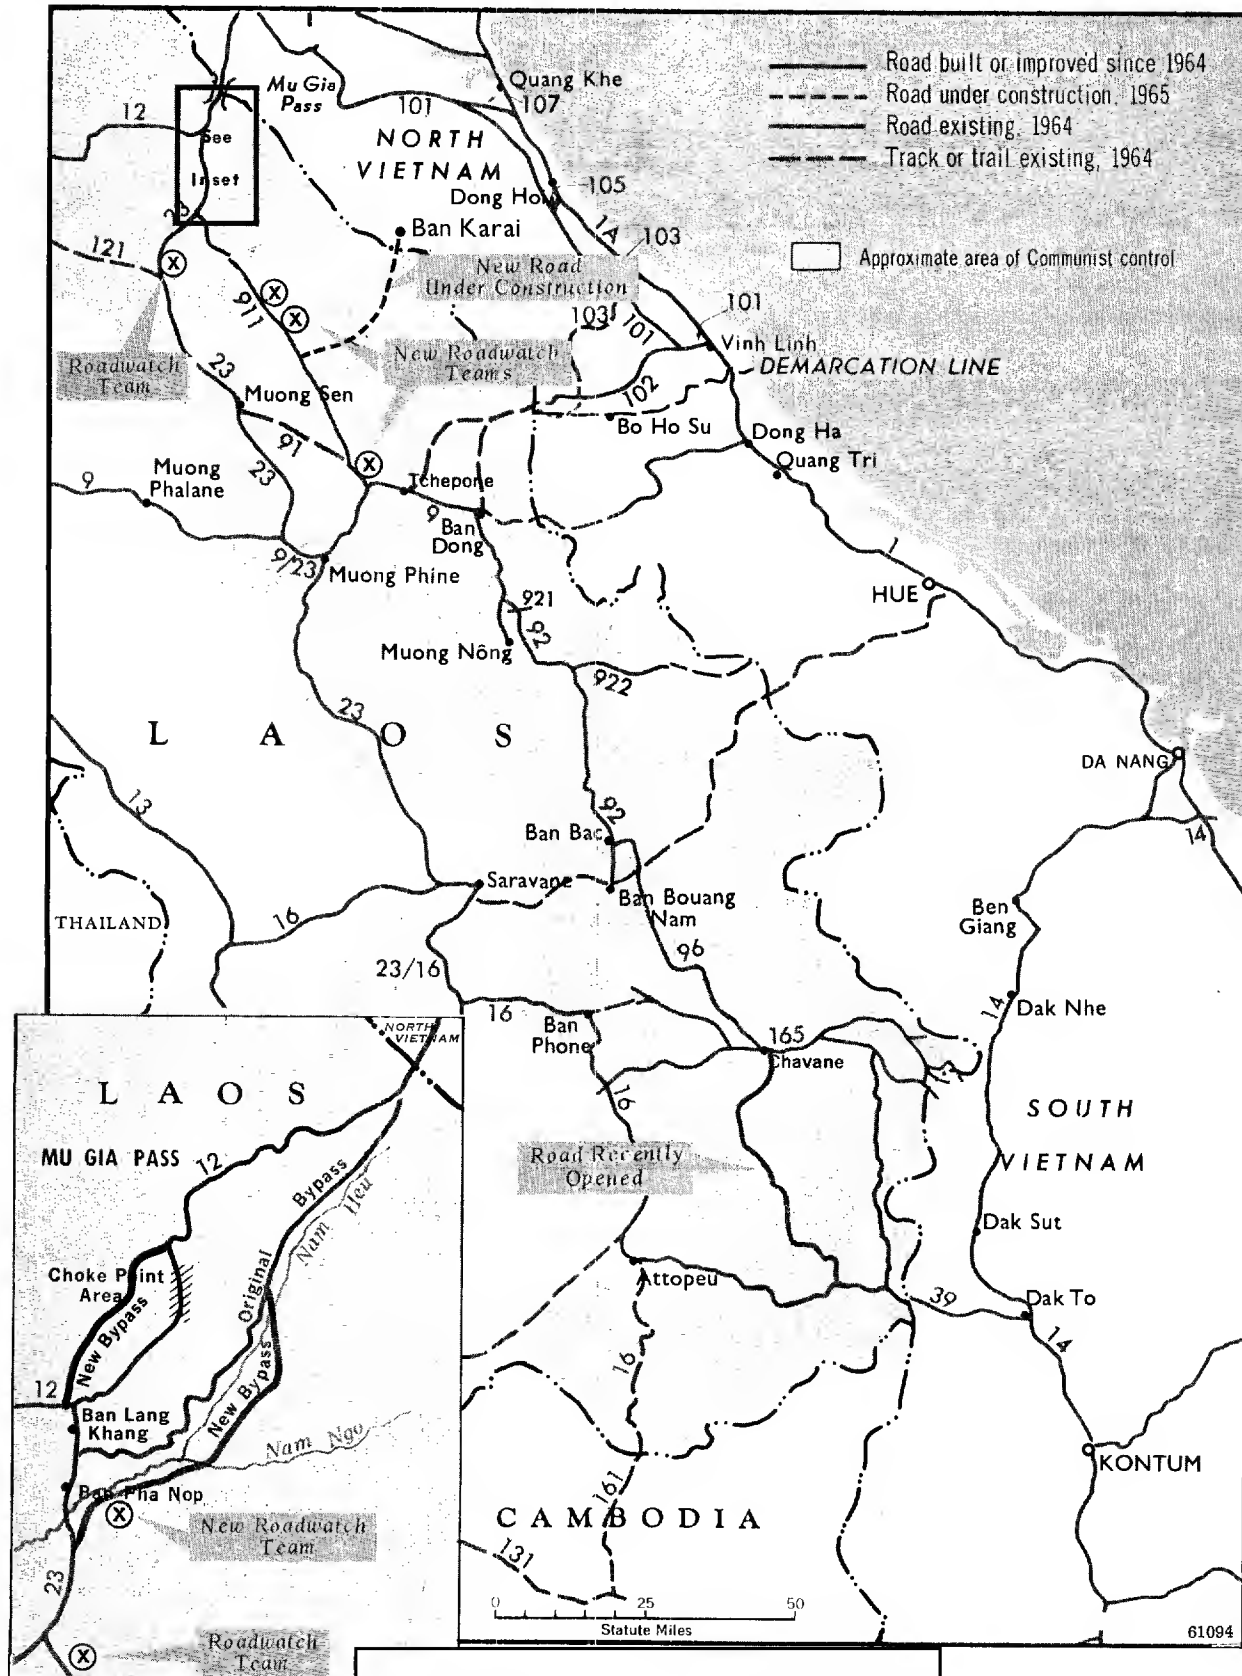 Road built or improved since 1964
Road under construction, 1965
Road existing, 1964
Track or trail existing, 1964
Approximate area of Communist control
Mu Gia
Pass
Quang Khe
107
101
12
See
Inset
NORTH
VIETNAM
105
Dong Hoi
1A
103
23
Ban Karai
121
New Road
Under Construction
911
103
101
101
Vinh Linh
DEMARCATION LINE
New Roadwatch
Teams
Roadwatch
Team
23
Muong Sen
102
Bo Ho Su
Dong Ha
Quang Tri
91
23
Muong
Phalane
9
Tchepone
9
Ban
Dong
9/23
Muong Phine
1
HUE
921
92
Muong Nông
922
23
LAOS
DA NANG
13
92
Ban Bac
14
Saravane
Ban Bouang
Nam
THAILAND
16
Ben
Giang
96
23/16
14
Dak Nhe
16
Ban
Phone
165
Chavane
16
SOUTH
VIETNAM
Road Recently
Opened
Dak Sut
Attopeu
39
Dak To
14
16
KONTUM
161
CAMBODIA
131
0 25 50
Statute Miles
61094
NORTH
VIETNAM
LAOS
MU GIA PASS
12
Bypass
Nam Heu
Original
Choke Point
Area
New Bypass
New Bypass
12
Ban Lang
Khang
Nam Ngo
Ban Pha Nop
New Roadwatch
Team
23
Roadwatch
Team